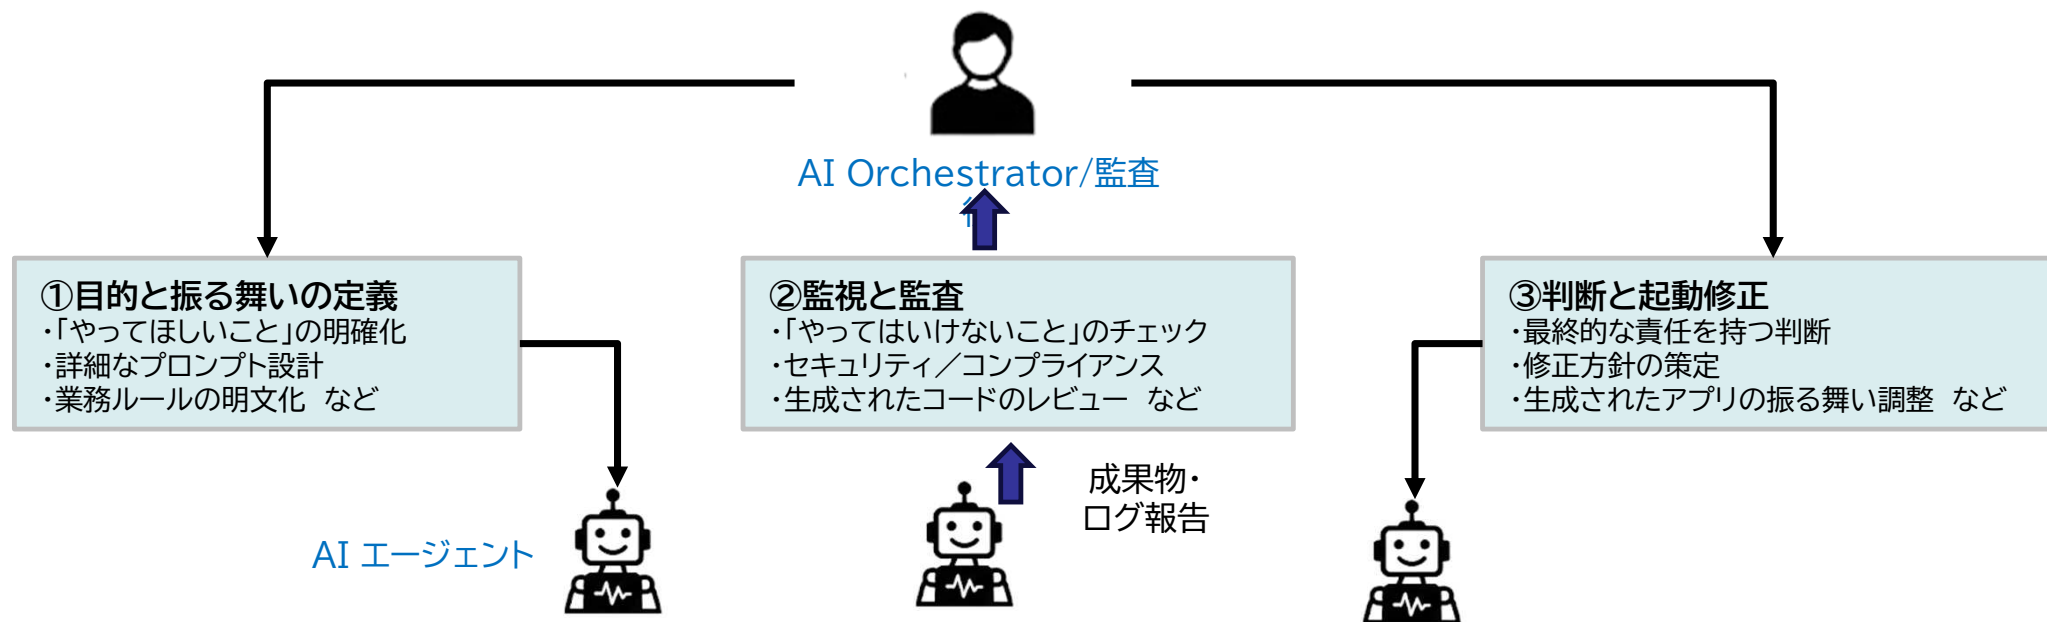 AI Orchestrator/監査
①目的と振る舞いの定義
・「やってほしいこと」の明確化
・詳細なプロンプト設計
・業務ルールの明文化 など
②監視と監査
・「やってはいけないこと」のチェック
・セキュリティ／コンプライアンス
・生成されたコードのレビュー など
③判断と起動修正
・最終的な責任を持つ判断
・修正方針の策定
・生成されたアプリの振る舞い調整 など
成果物・
ログ報告
AI エージェント